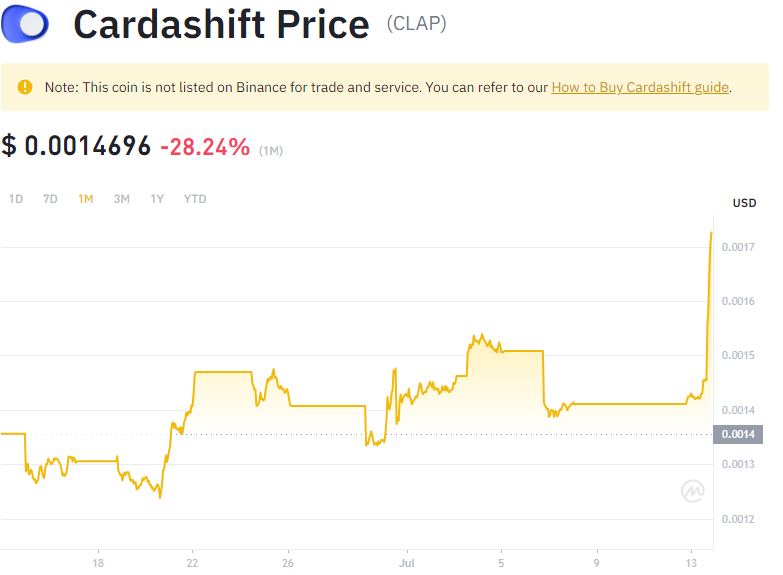 Cardashift Price (CLAP)
Note: This coin is not listed on Binance for trade and service. You can refer to our How to Buy Cardashift guide.
$ 0.0014696 -28.24% (1M)
1D 7D 1M 3M 1Y YTD
USD
0.0017
0.0016
0.0015
0.0014
0.0014
0.0013
0.0012
18 22 26 Jul 5 9 13